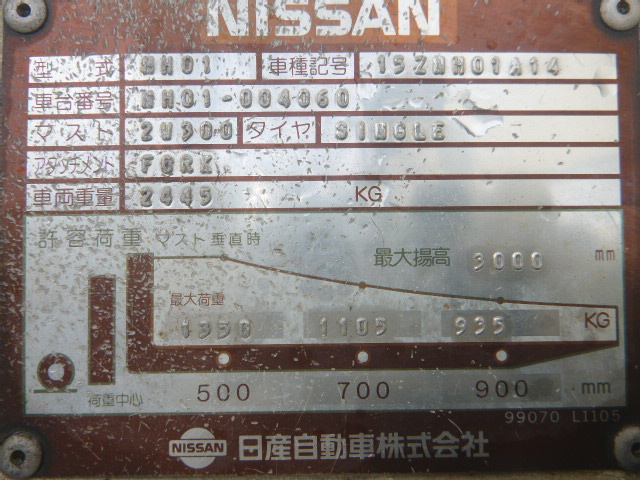 NISSAN
型 式 NH01 車種記号 15ZNH01A14
車台番号 NH01-004060
マスト 2W300 タイヤ SINGLE
アタッチメント FORK
車両重量 2445 KG
許容荷重 マスト垂直時 最大揚高 3000 mm
最大荷重
1350 1105 935 KG
荷重中心 500 700 900 mm
99070 L1105
NISSAN 日産自動車株式会社